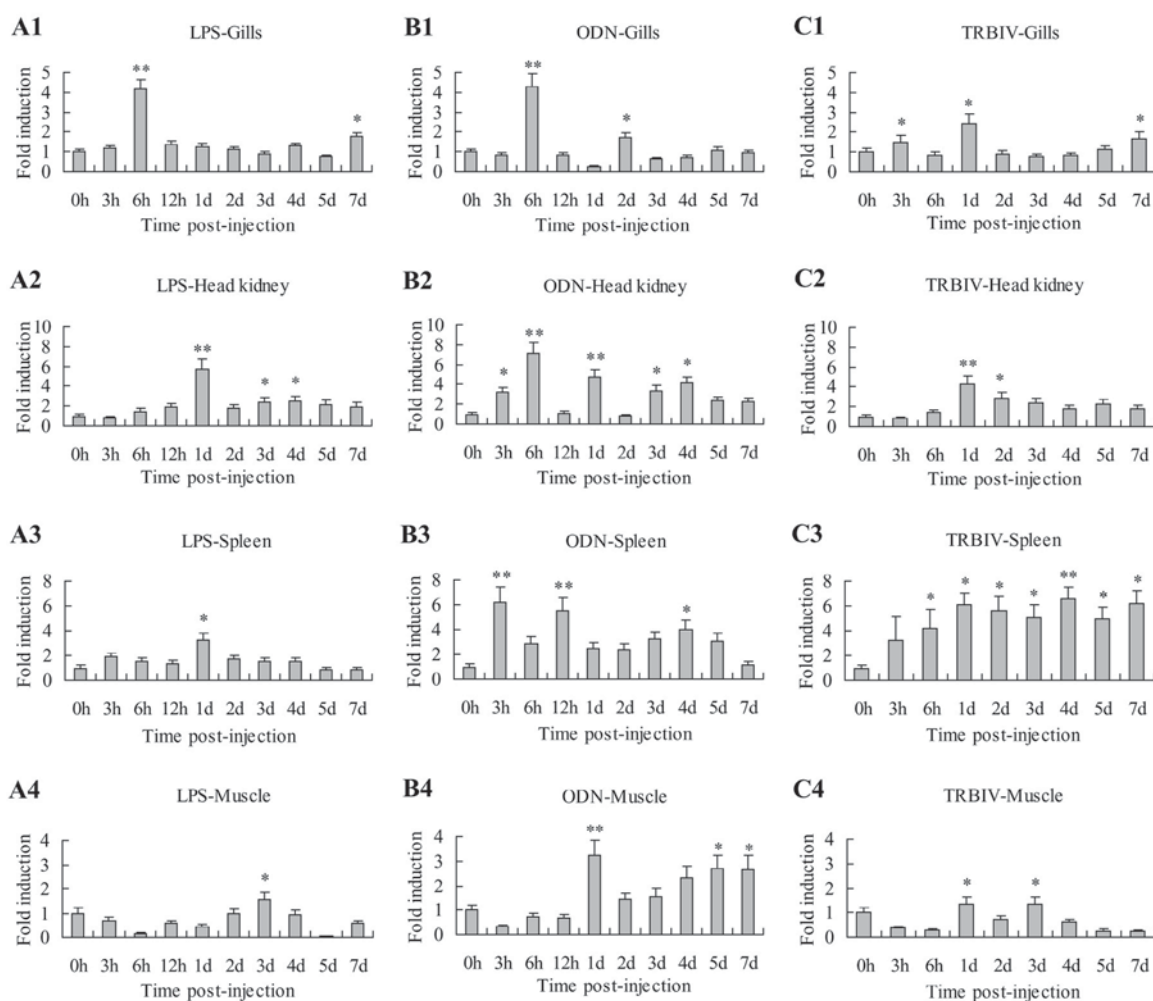 A1
LPS-Gills
Fold induction
5
4
3
2
1
0
**
*
0h 3h 6h 12h 1d 2d 3d 4d 5d 7d
Time post-injection
B1
ODN-Gills
Fold induction
5
4
3
2
1
0
**
*
0h 3h 6h 12h 1d 2d 3d 4d 5d 7d
Time post-injection
C1
TRBIV-Gills
Fold induction
5
4
3
2
1
0
* * *
0h 3h 6h 1d 2d 3d 4d 5d 7d
Time post-injection
A2
LPS-Head kidney
Fold induction
10
8
6
4
2
0
**
* *
0h 3h 6h 12h 1d 2d 3d 4d 5d 7d
Time post-injection
B2
ODN-Head kidney
Fold induction
10
8
6
4
2
0
* ** ** * *
0h 3h 6h 12h 1d 2d 3d 4d 5d 7d
Time post-injection
C2
TRBIV-Head kidney
Fold induction
10
8
6
4
2
0
** *
0h 3h 6h 1d 2d 3d 4d 5d 7d
Time post-injection
A3
LPS-Spleen
Fold induction
8
6
4
2
0
*
0h 3h 6h 12h 1d 2d 3d 4d 5d 7d
Time post-injection
B3
ODN-Spleen
Fold induction
8
6
4
2
0
** ** *
0h 3h 6h 12h 1d 2d 3d 4d 5d 7d
Time post-injection
C3
TRBIV-Spleen
Fold induction
8
6
4
2
0
* * * * ** * *
0h 3h 6h 1d 2d 3d 4d 5d 7d
Time post-injection
A4
LPS-Muscle
Fold induction
4
3
2
1
0
*
0h 3h 6h 12h 1d 2d 3d 4d 5d 7d
Time post-injection
B4
ODN-Muscle
Fold induction
4
3
2
1
0
** * *
0h 3h 6h 12h 1d 2d 3d 4d 5d 7d
Time post-injection
C4
TRBIV-Muscle
Fold induction
4
3
2
1
0
* *
0h 3h 6h 1d 2d 3d 4d 5d 7d
Time post-injection